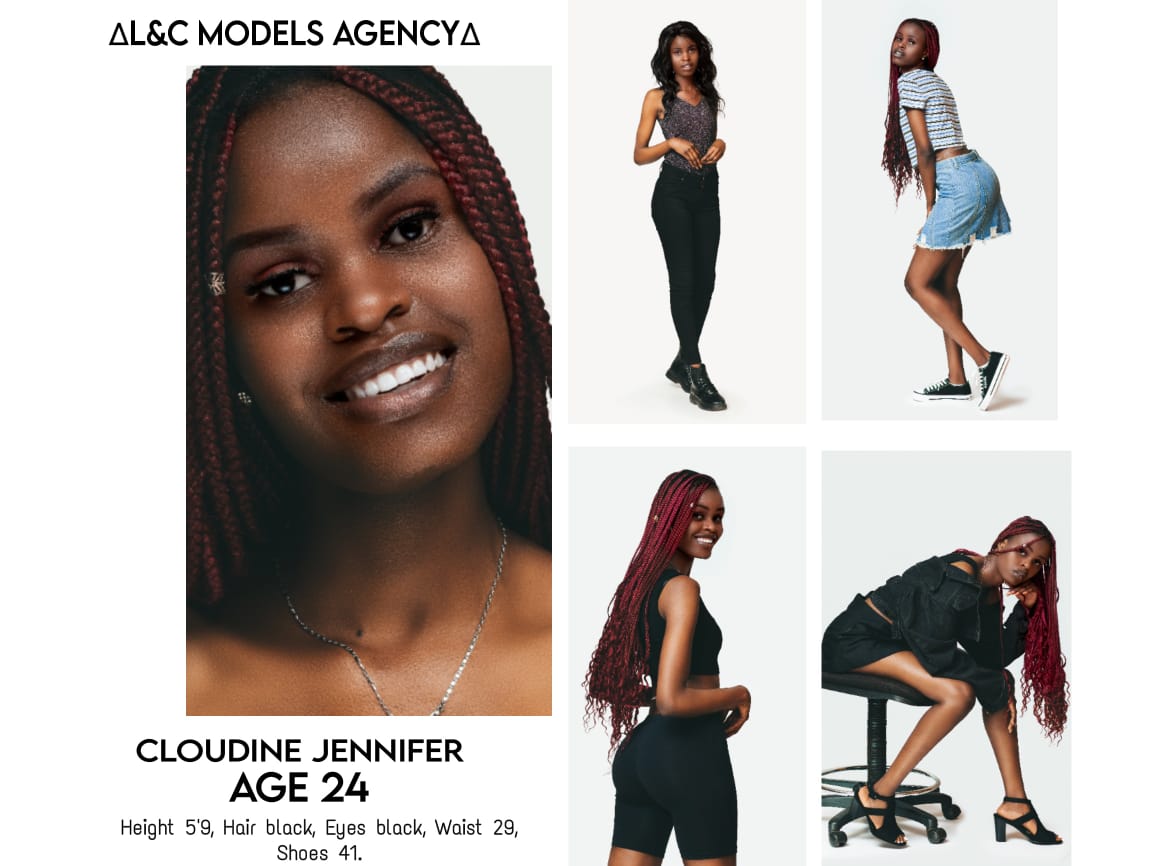 ∆L&C MODELS AGENCY∆
CLOUDINE JENNIFER
AGE 24
Height 5'9, Hair black, Eyes black, Waist 29,
Shoes 41.